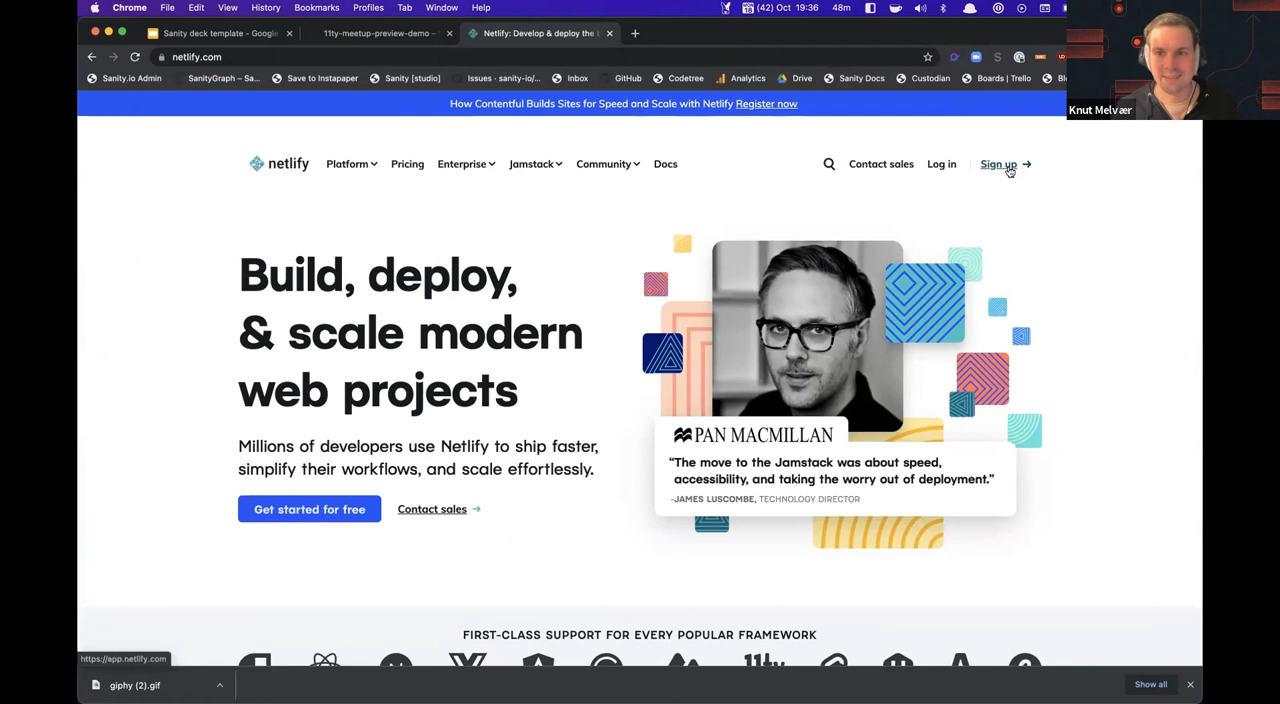 Chrome File Edit View History Bookmarks Profiles Tab Window Help
(42) Oct 19:36 48m
Sanity deck template - Google
11ty-meetup-preview-demo –
Netlify: Develop & deploy the
netlify.com
Sanity.io Admin
SanityGraph – Sa...
Save to Instapaper
Sanity [studio]
Issues · sanity-io/...
Inbox
GitHub
Codetree
Analytics
Drive
Sanity Docs
Custodian
Boards | Trello
Knut Melvær
How Contentful Builds Sites for Speed and Scale with Netlify Register now
netlify
Platform Pricing Enterprise Jamstack Community Docs
Contact sales Log in Sign up →
Build, deploy,
& scale modern
web projects
Millions of developers use Netlify to ship faster,
simplify their workflows, and scale effortlessly.
Get started for free
Contact sales →
PAN MACMILLAN
“The move to the Jamstack was about speed,
accessibility, and taking the worry out of deployment.”
-JAMES LUSCOMBE, TECHNOLOGY DIRECTOR
FIRST-CLASS SUPPORT FOR EVERY POPULAR FRAMEWORK
11ty
https://app.netlify.com
giphy (2).gif
Show all